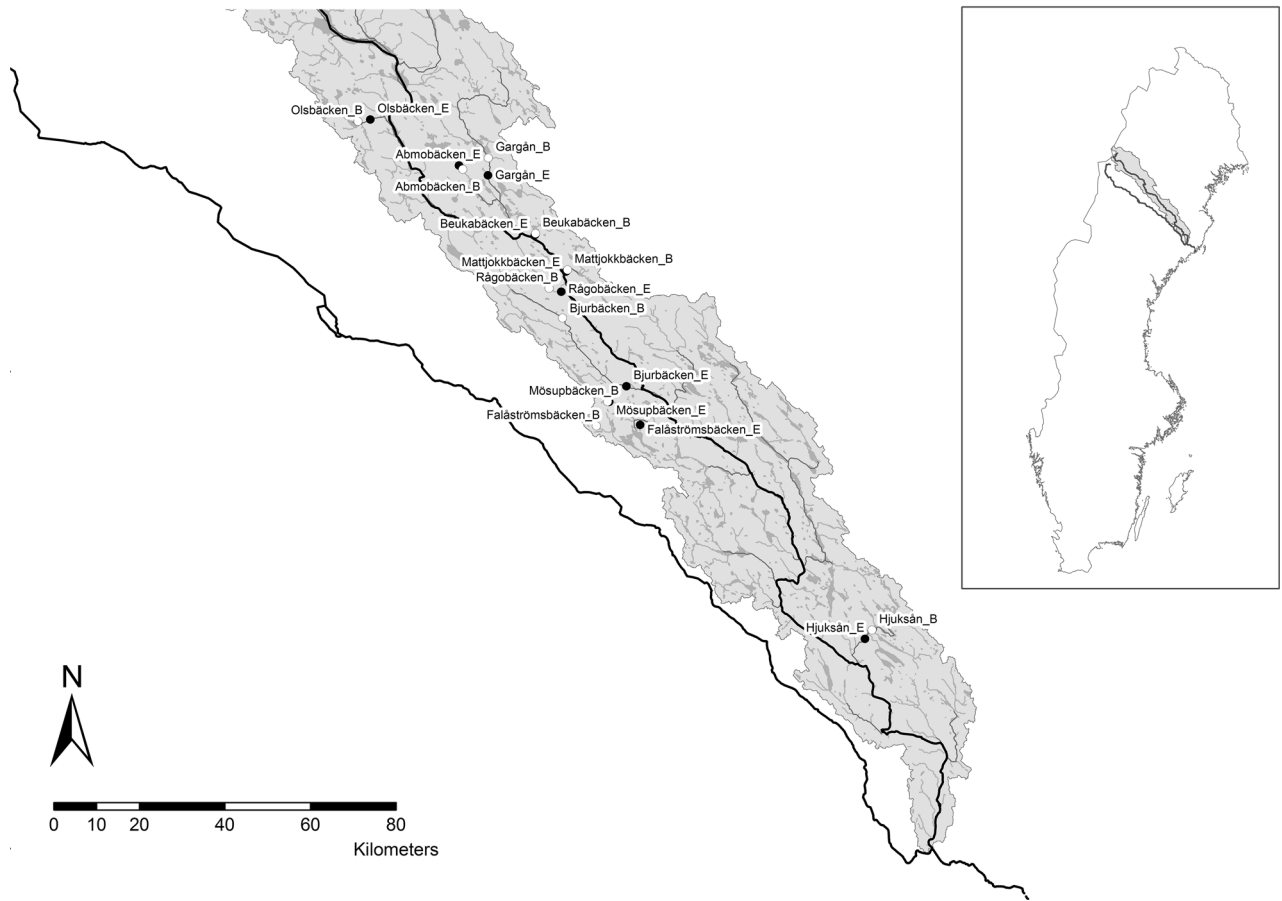 Olsbäcken_B
Olsbäcken_E
Gargån_B
Abmobäcken_E
Gargån_E
Abmobäcken_B
Beukabäcken_E
Beukabäcken_B
Mattjokkbäcken_E
Mattjokkbäcken_B
Rågobäcken_B
Rågobäcken_E
Bjurbäcken_B
Bjurbäcken_E
Mösupbäcken_B
Mösupbäcken_E
Falåströmsbäcken_B
Falåströmsbäcken_E
Hjuksån_B
Hjuksån_E
N
0 10 20 40 60 80
Kilometers